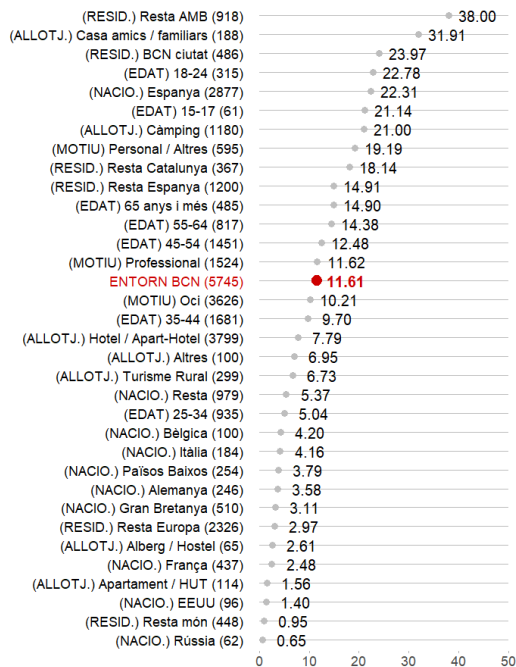 (RESID.) Resta AMB (918) 38.00
(ALLOTJ.) Casa amics / familiars (188) 31.91
(RESID.) BCN ciutat (486) 23.97
(EDAT) 18-24 (315) 22.78
(NACIO.) Espanya (2877) 22.31
(EDAT) 15-17 (61) 21.14
(ALLOTJ.) Càmping (1180) 21.00
(MOTIU) Personal / Altres (595) 19.19
(RESID.) Resta Catalunya (367) 18.14
(RESID.) Resta Espanya (1200) 14.91
(EDAT) 65 anys i més (485) 14.90
(EDAT) 55-64 (817) 14.38
(EDAT) 45-54 (1451) 12.48
(MOTIU) Professional (1524) 11.62
ENTORN BCN (5745) 11.61
(MOTIU) Oci (3626) 10.21
(EDAT) 35-44 (1681) 9.70
(ALLOTJ.) Hotel / Apart-Hotel (3799) 7.79
(ALLOTJ.) Altres (100) 6.95
(ALLOTJ.) Turisme Rural (299) 6.73
(NACIO.) Resta (979) 5.37
(EDAT) 25-34 (935) 5.04
(NACIO.) Bèlgica (100) 4.20
(NACIO.) Itàlia (184) 4.16
(NACIO.) Països Baixos (254) 3.79
(NACIO.) Alemanya (246) 3.58
(NACIO.) Gran Bretanya (510) 3.11
(RESID.) Resta Europa (2326) 2.97
(ALLOTJ.) Alberg / Hostel (65) 2.61
(NACIO.) França (437) 2.48
(ALLOTJ.) Apartament / HUT (114) 1.56
(NACIO.) EEUU (96) 1.40
(RESID.) Resta món (448) 0.95
(NACIO.) Rússia (62) 0.65
0 10 20 30 40 50